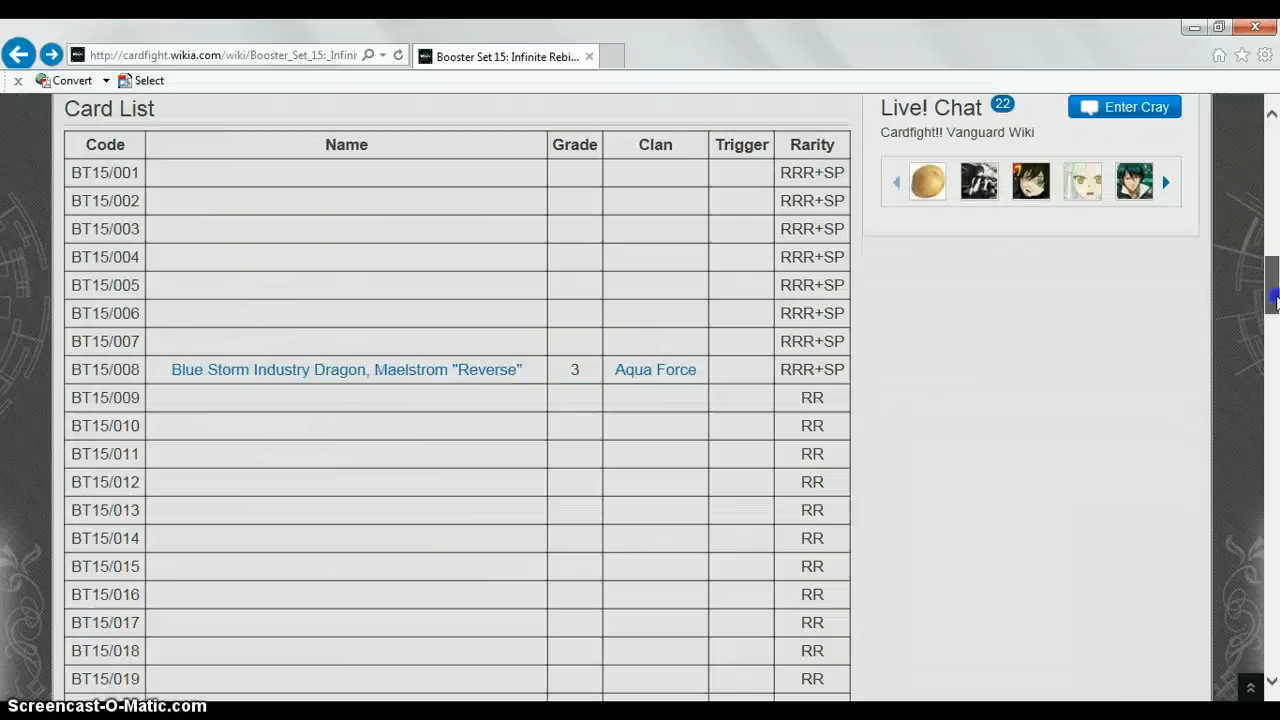 http://cardfight.wikia.com/wiki/Booster_Set_15:_Infini
Booster Set 15: Infinite Rebi...
Convert Select
Card List
Live! Chat 22 Enter Cray
Cardfight!! Vanguard Wiki
Code Name Grade Clan Trigger Rarity
BT15/001 RRR+SP
BT15/002 RRR+SP
BT15/003 RRR+SP
BT15/004 RRR+SP
BT15/005 RRR+SP
BT15/006 RRR+SP
BT15/007 RRR+SP
BT15/008 Blue Storm Industry Dragon, Maelstrom "Reverse" 3 Aqua Force RRR+SP
BT15/009 RR
BT15/010 RR
BT15/011 RR
BT15/012 RR
BT15/013 RR
BT15/014 RR
BT15/015 RR
BT15/016 RR
BT15/017 RR
BT15/018 RR
BT15/019 RR
Screencast-O-Matic.com